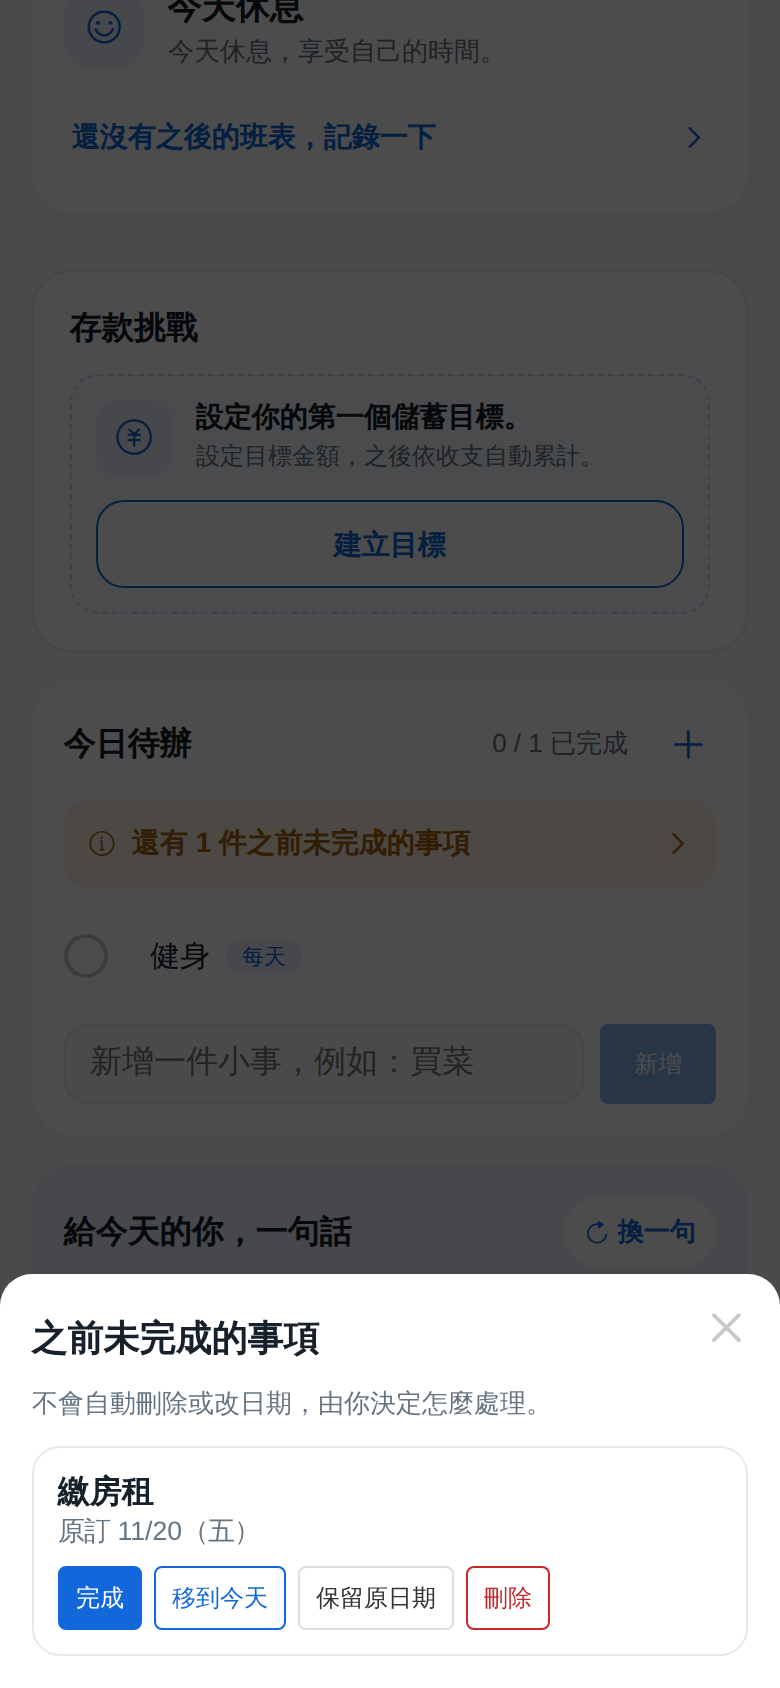 今天休息
今天休息，享受自己的時間。
還沒有之後的班表，記錄一下
存款挑戰
設定你的第一個儲蓄目標。
設定目標金額，之後依收支自動累計。
建立目標
今日待辦
0 / 1 已完成
還有 1 件之前未完成的事項
健身 每天
新增一件小事，例如：買菜
新增
給今天的你，一句話
換一句
之前未完成的事項
不會自動刪除或改日期，由你決定怎麼處理。
繳房租
原訂 11/20（五）
完成 移到今天 保留原日期 刪除